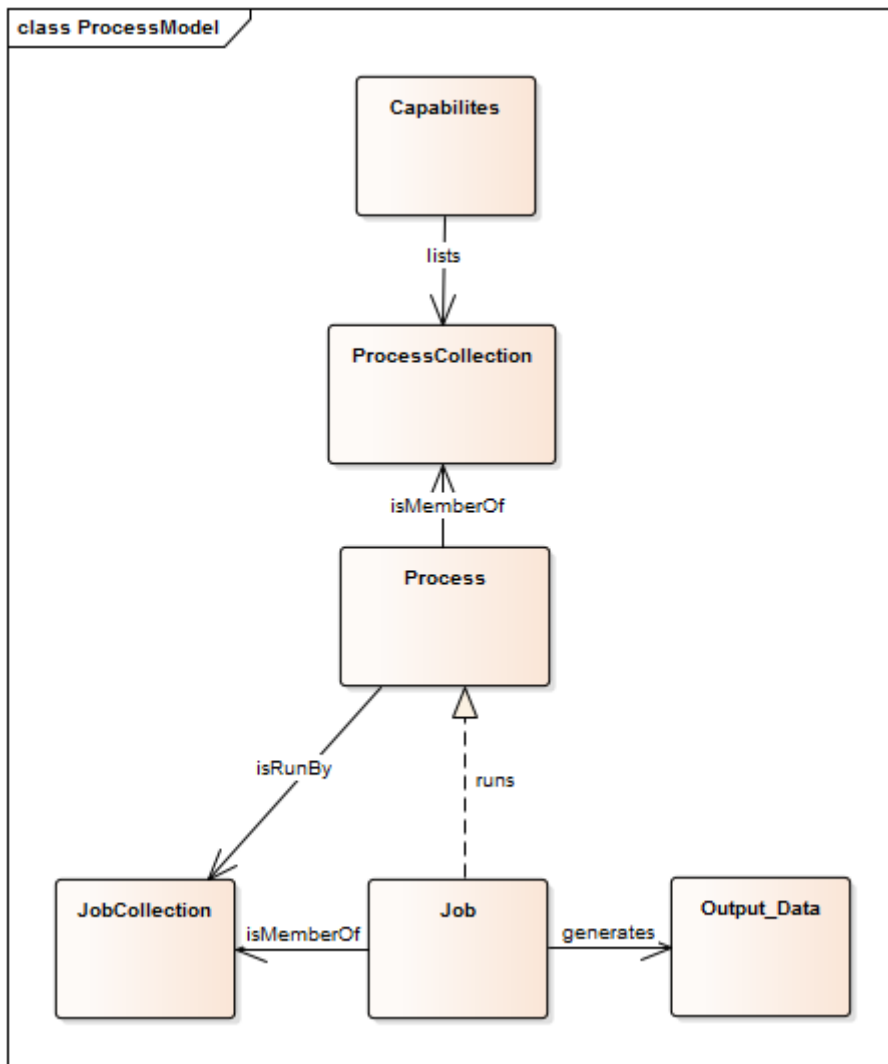 class ProcessModel
Capabilites
lists
ProcessCollection
isMemberOf
Process
isRunBy
runs
JobCollection
isMemberOf
Job
generates
Output_Data